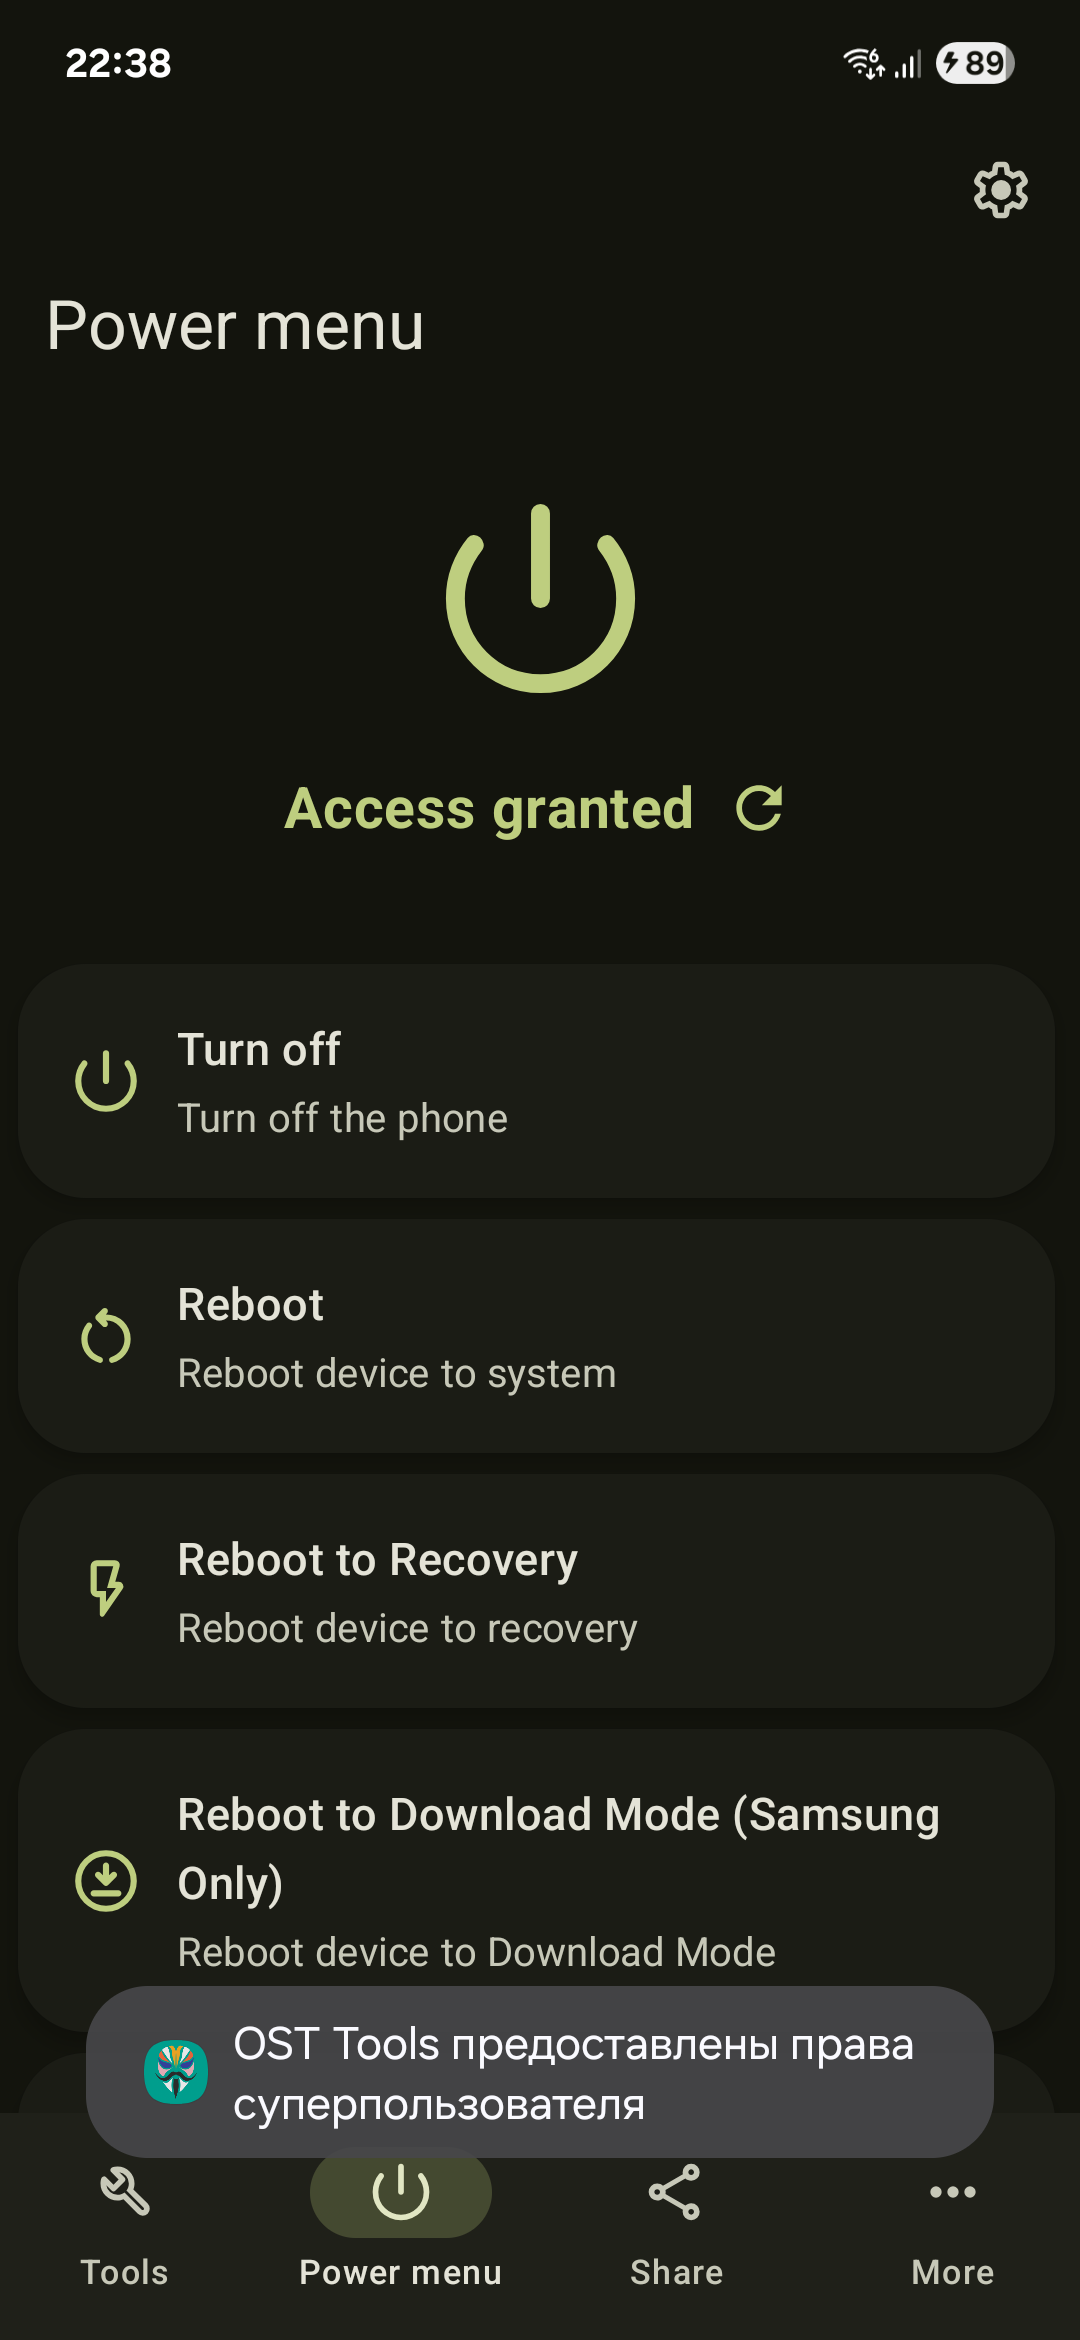 22:38
6
89
Power menu
Access granted
Turn off
Turn off the phone
Reboot
Reboot device to system
Reboot to Recovery
Reboot device to recovery
Reboot to Download Mode (Samsung
Only)
Reboot device to Download Mode
OST Tools предоставлены права
суперпользователя
Tools
Power menu
Share
More